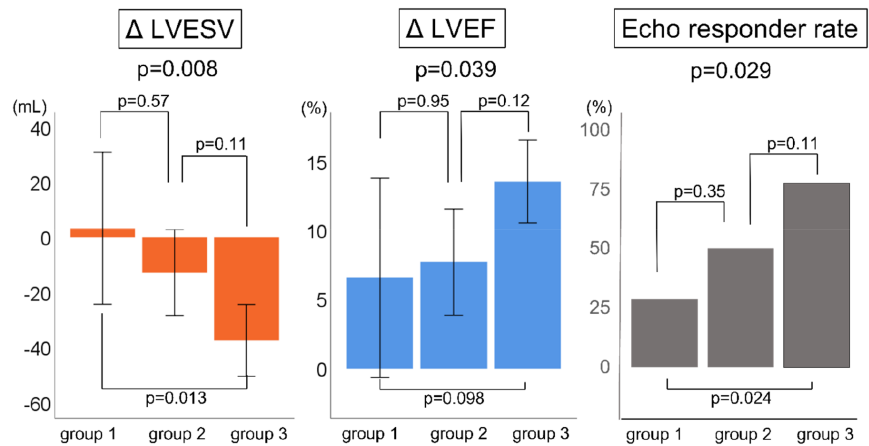 Δ LVESV
p=0.008
(mL)
p=0.57
p=0.11
40
20
0
-20
-40
-60
p=0.013
group 1 group 2 group 3
Δ LVEF
p=0.039
(%)
p=0.95
p=0.12
15
10
5
0
p=0.098
group 1 group 2 group 3
Echo responder rate
p=0.029
(%)
100
p=0.11
p=0.35
75
50
25
0
p=0.024
group 1 group 2 group 3